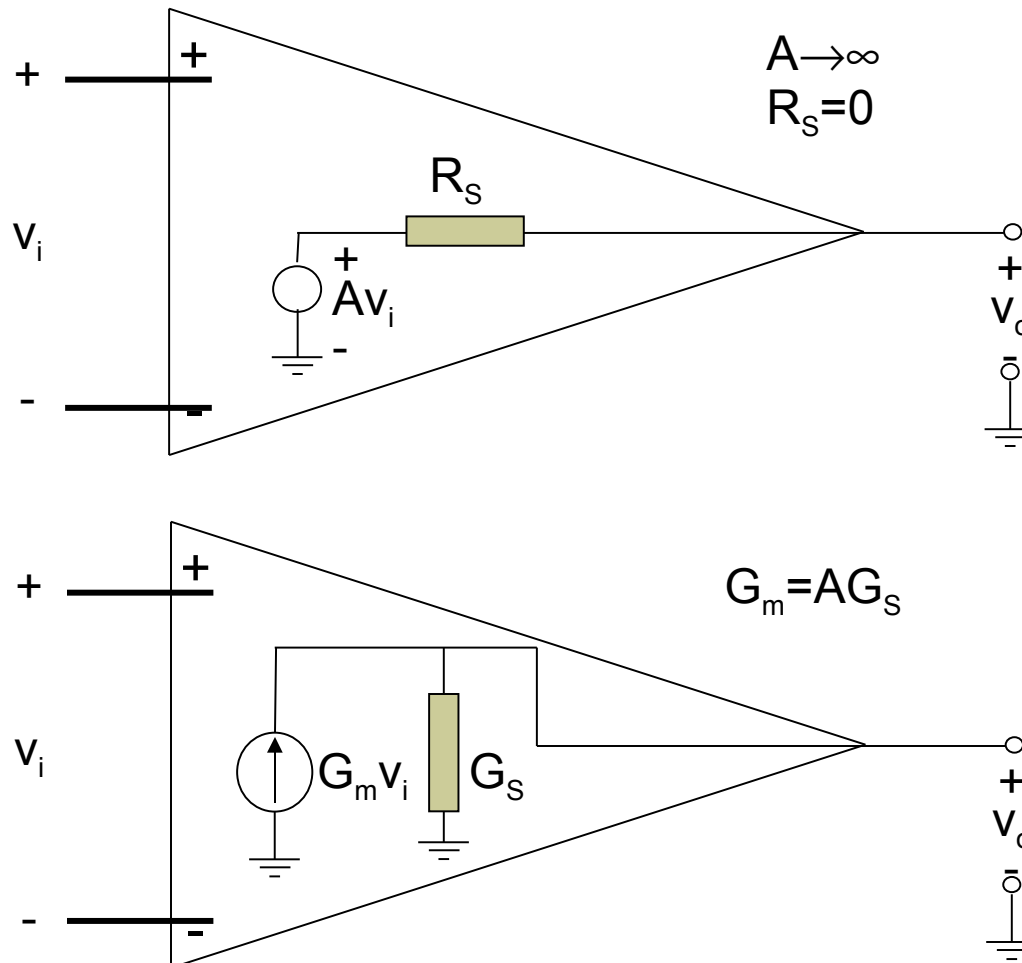 +
+
A→∞
R_S=0
R_S
v_i
+
Av_i
-
+
v
-
-
-
+
+
G_m=AG_S
v_i
G_mv_i
G_S
+
v
-
-
-